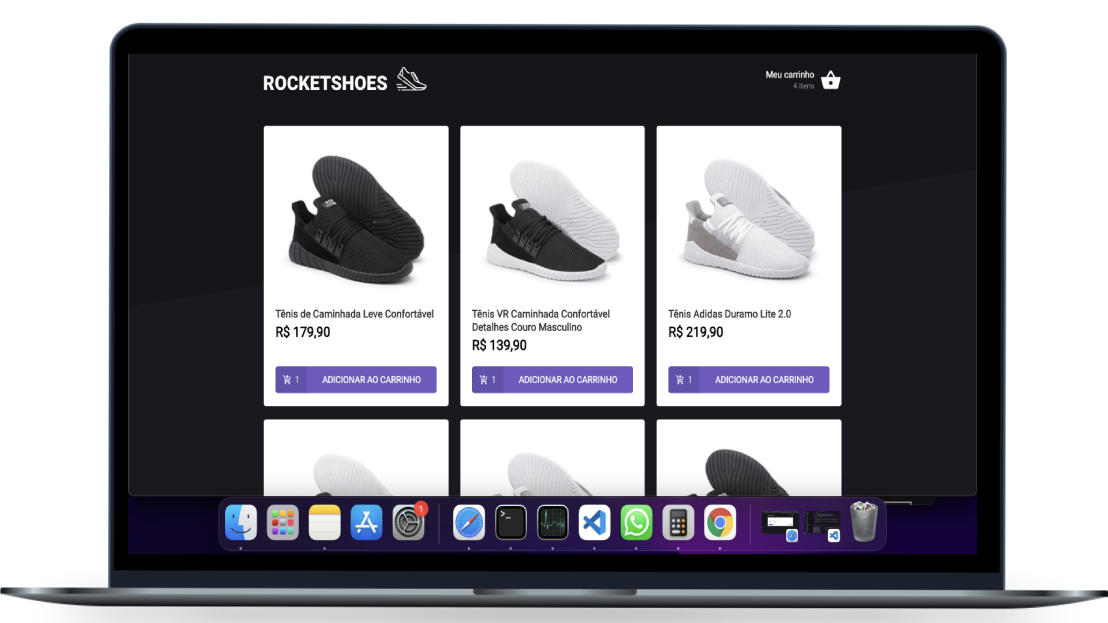 ROCKETSHOES
Meu carrinho
4 itens
Tênis de Caminhada Leve Confortável
R$ 179,90
1 ADICIONAR AO CARRINHO
Tênis VR Caminhada Confortável
Detalhes Couro Masculino
R$ 139,90
1 ADICIONAR AO CARRINHO
Tênis Adidas Duramo Lite 2.0
R$ 219,90
1 ADICIONAR AO CARRINHO
1